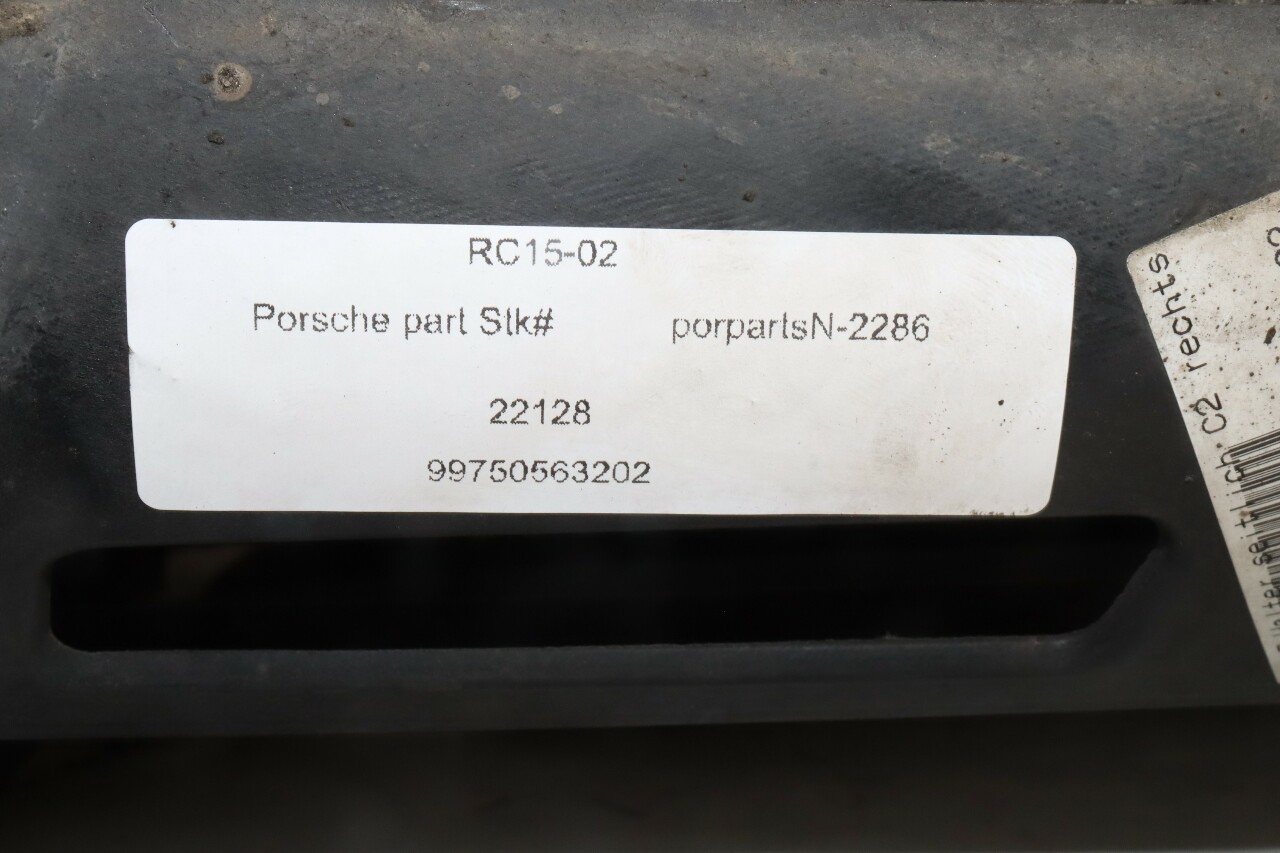 RC15-02
Porsche part Stk# porpartsN-2286
22128
99750563202
C2 rechts